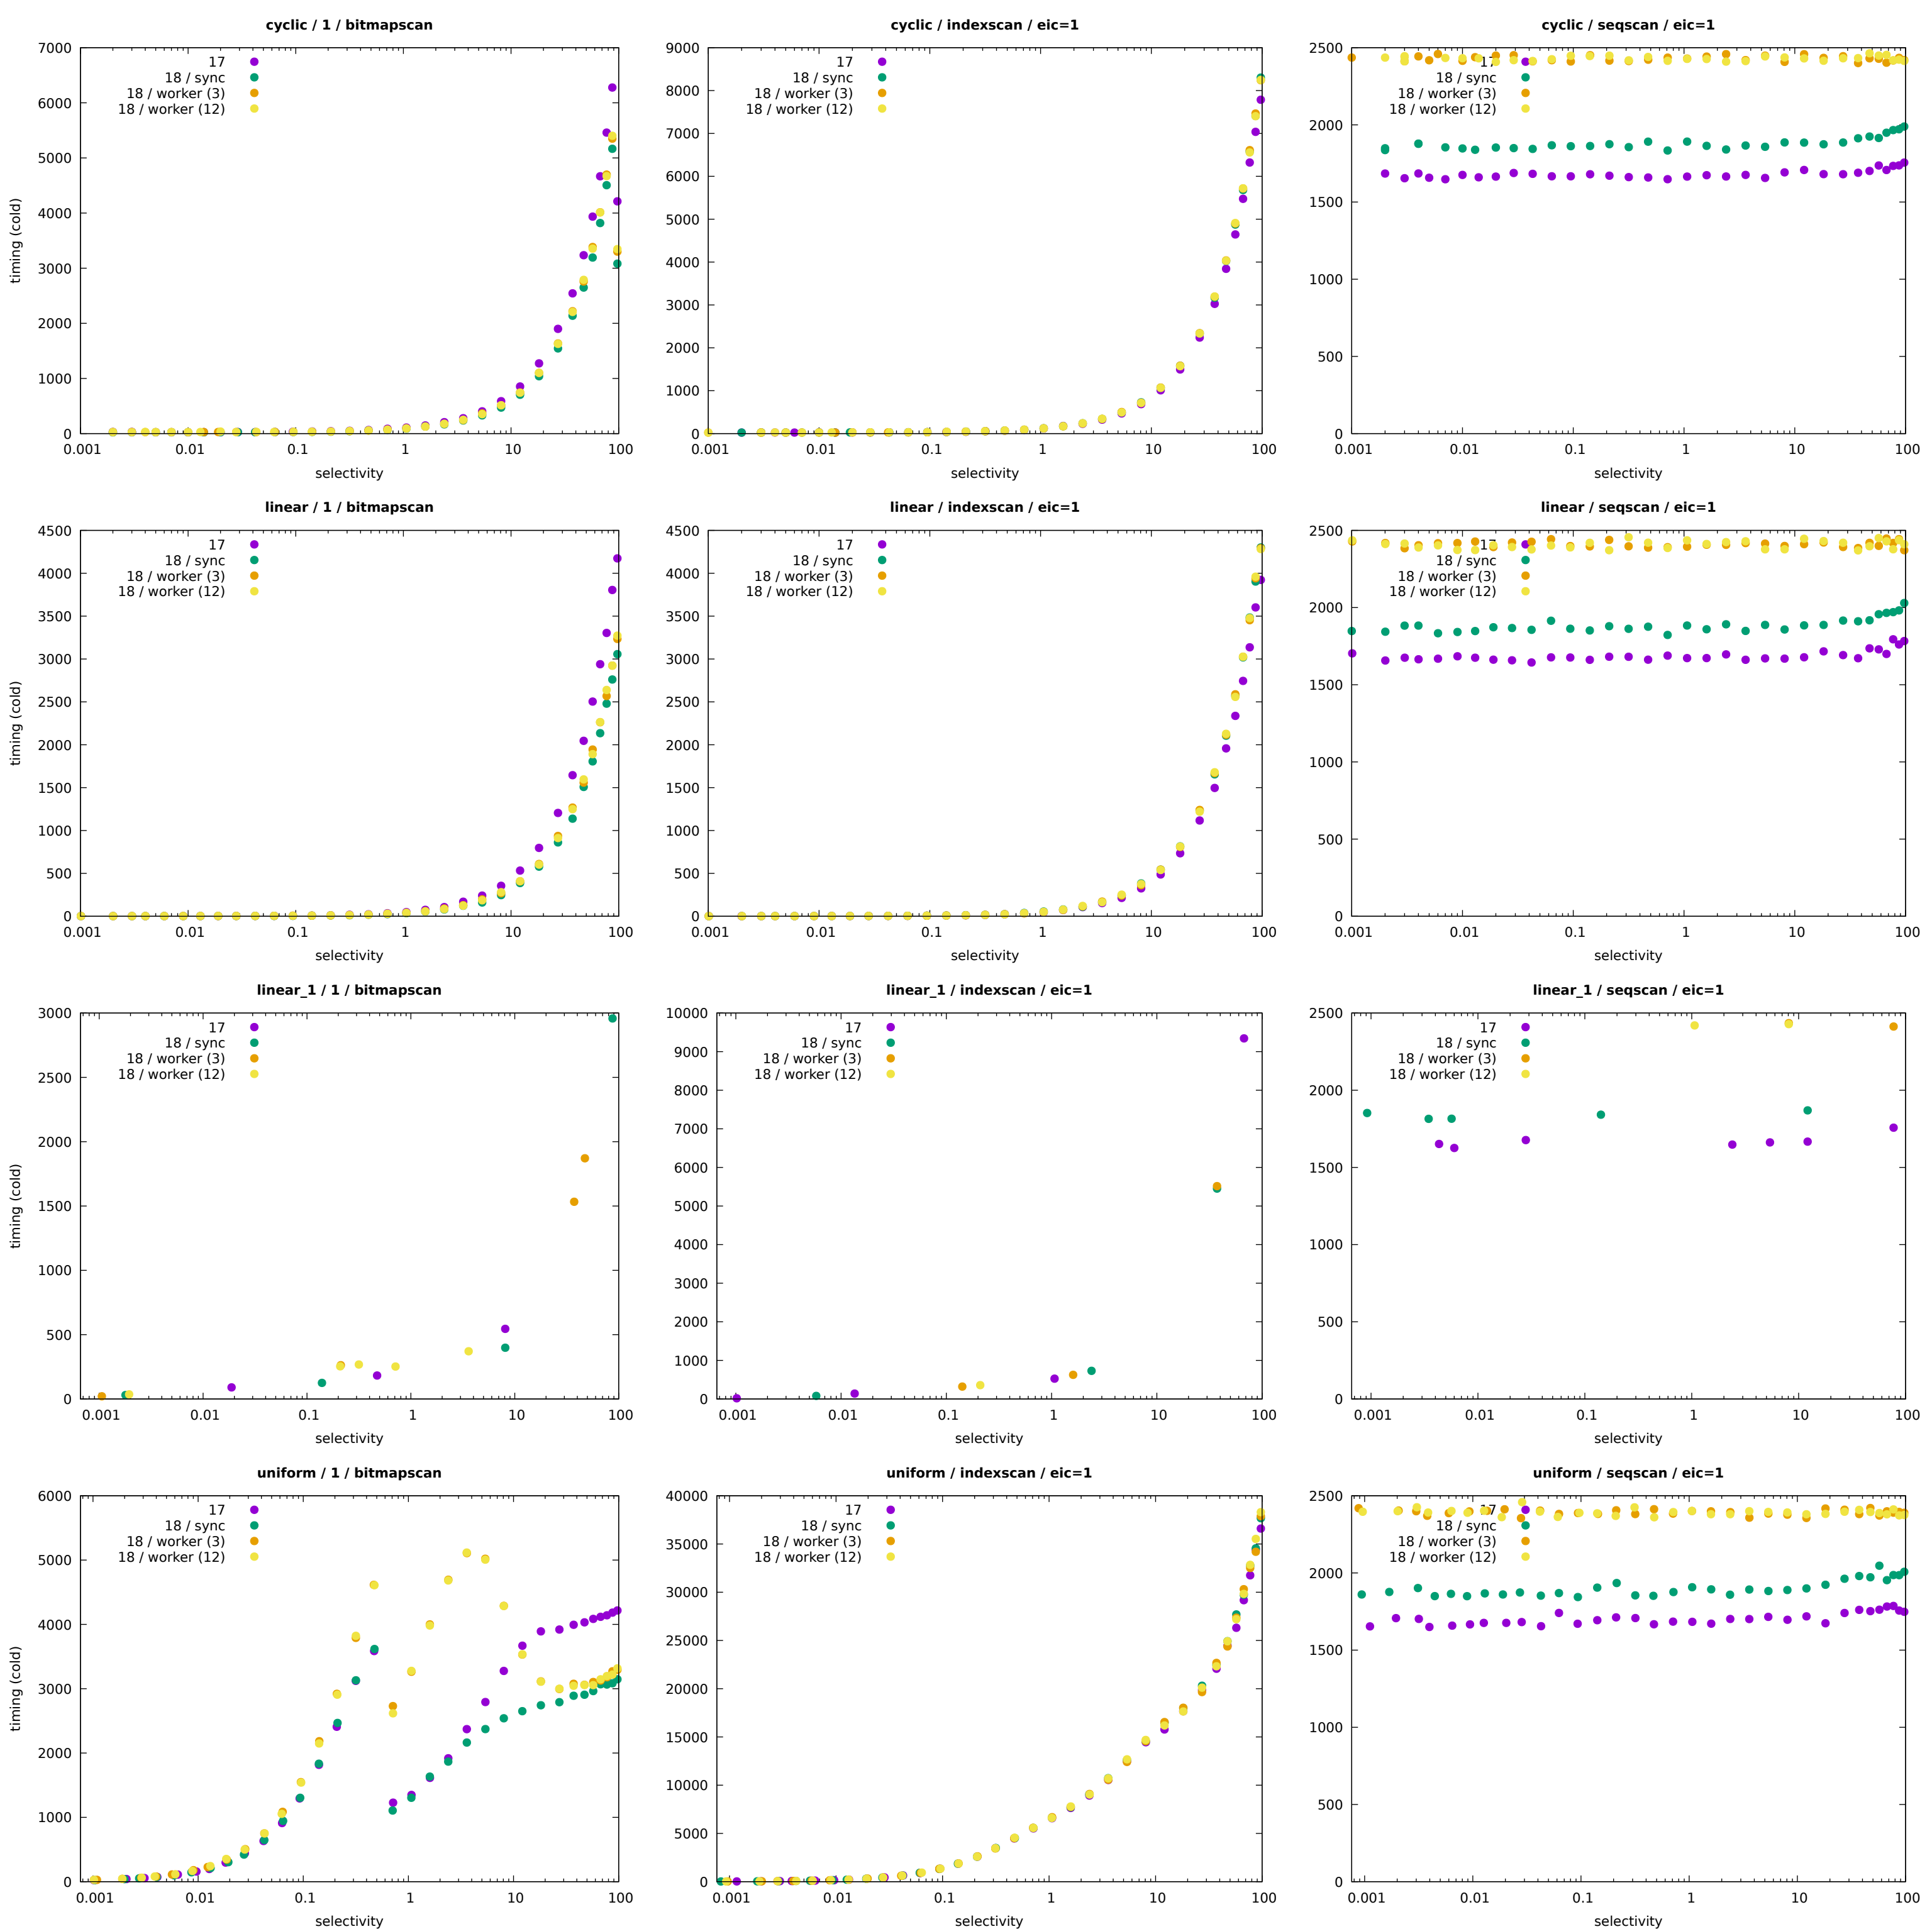 cyclic / 1 / bitmapscan
7000
6000
5000
4000
3000
2000
1000
0
timing (cold)
17
18 / sync
18 / worker (3)
18 / worker (12)
0.001 0.01 0.1 1 10 100
selectivity
cyclic / indexscan / eic=1
9000
8000
7000
6000
5000
4000
3000
2000
1000
0
17
18 / sync
18 / worker (3)
18 / worker (12)
0.001 0.01 0.1 1 10 100
selectivity
cyclic / seqscan / eic=1
2500
2000
1500
1000
500
0
17
18 / sync
18 / worker (3)
18 / worker (12)
0.001 0.01 0.1 1 10 100
selectivity
linear / 1 / bitmapscan
4500
4000
3500
3000
2500
2000
1500
1000
500
0
timing (cold)
17
18 / sync
18 / worker (3)
18 / worker (12)
0.001 0.01 0.1 1 10 100
selectivity
linear / indexscan / eic=1
4500
4000
3500
3000
2500
2000
1500
1000
500
0
17
18 / sync
18 / worker (3)
18 / worker (12)
0.001 0.01 0.1 1 10 100
selectivity
linear / seqscan / eic=1
2500
2000
1500
1000
500
0
17
18 / sync
18 / worker (3)
18 / worker (12)
0.001 0.01 0.1 1 10 100
selectivity
linear_1 / 1 / bitmapscan
3000
2500
2000
1500
1000
500
0
timing (cold)
17
18 / sync
18 / worker (3)
18 / worker (12)
0.001 0.01 0.1 1 10 100
selectivity
linear_1 / indexscan / eic=1
10000
9000
8000
7000
6000
5000
4000
3000
2000
1000
0
17
18 / sync
18 / worker (3)
18 / worker (12)
0.001 0.01 0.1 1 10 100
selectivity
linear_1 / seqscan / eic=1
2500
2000
1500
1000
500
0
17
18 / sync
18 / worker (3)
18 / worker (12)
0.001 0.01 0.1 1 10 100
selectivity
uniform / 1 / bitmapscan
6000
5000
4000
3000
2000
1000
0
timing (cold)
17
18 / sync
18 / worker (3)
18 / worker (12)
0.001 0.01 0.1 1 10 100
selectivity
uniform / indexscan / eic=1
40000
35000
30000
25000
20000
15000
10000
5000
0
17
18 / sync
18 / worker (3)
18 / worker (12)
0.001 0.01 0.1 1 10 100
selectivity
uniform / seqscan / eic=1
2500
2000
1500
1000
500
0
17
18 / sync
18 / worker (3)
18 / worker (12)
0.001 0.01 0.1 1 10 100
selectivity